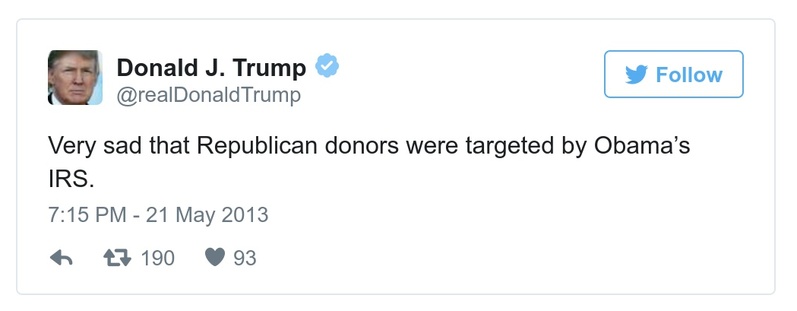 Donald J. Trump
@realDonaldTrump
Follow
Very sad that Republican donors were targeted by Obama’s
IRS.
7:15 PM - 21 May 2013
190 93